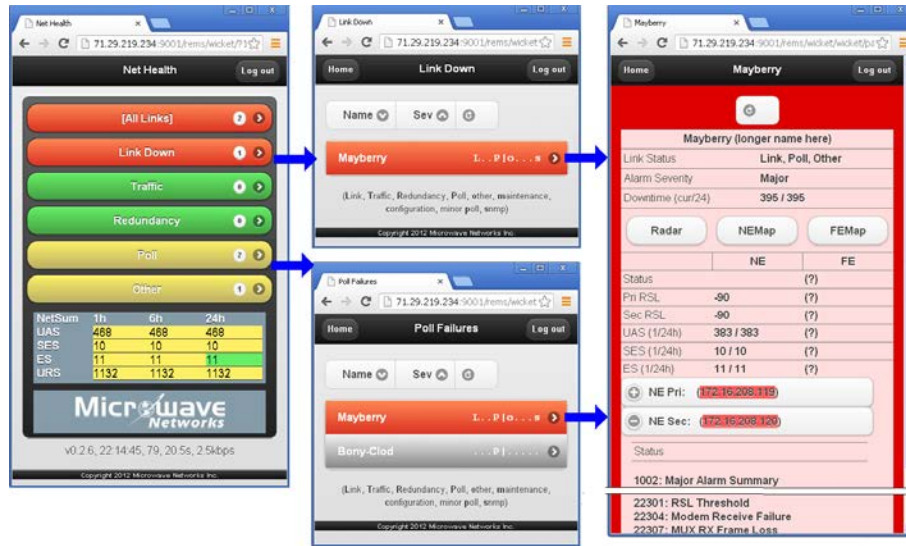 Net Health
71.29.219.234:9001/rems/wicket/?1
Net Health
Log out
[All Links]
2
Link Down
1
Traffic
0
Redundancy
0
Poll
2
Other
1
NetSum 1h 6h 24h
UAS 468 468 468
SES 10 10 10
ES 11 11 11
URS 1132 1132 1132
Microwave
Networks
v0.2.6, 22:14:45, 79, 20.5s, 2.5kbps
Copyright 2012 Microwave Networks Inc.
Link Down
71.29.219.234:9001/rems/wicket
Home
Link Down
Log out
Name
Sev
Mayberry L..P|o...s
(Link, Traffic, Redundancy, Poll, other, maintenance,
configuration, minor poll, snmp)
Copyright 2012 Microwave Networks Inc.
Poll Failures
71.29.219.234:9001/rems/wicket
Home
Poll Failures
Log out
Name
Sev
Mayberry L..P|o...s
Bony-Clod ...P|.....
(Link, Traffic, Redundancy, Poll, other, maintenance,
configuration, minor poll, snmp)
Copyright 2012 Microwave Networks Inc.
Mayberry
71.29.219.234:9001/rems/wicket/wicket/pa
Home
Mayberry
Log out
Mayberry (longer name here)
Link Status Link, Poll, Other
Alarm Severity Major
Downtime (cur/24) 395 / 395
Radar
NEMap
FEMap
NE FE
Status (?)
Pri RSL -90 (?)
Sec RSL -90 (?)
UAS (1/24h) 383 / 383 (?)
SES (1/24h) 10 / 10 (?)
ES (1/24h) 11 / 11 (?)
NE Pri: (172.16.208.119)
NE Sec: (172.16.208.120)
Status
1002: Major Alarm Summary
22301: RSL Threshold
22304: Modem Receive Failure
22307: MUX RX Frame Loss